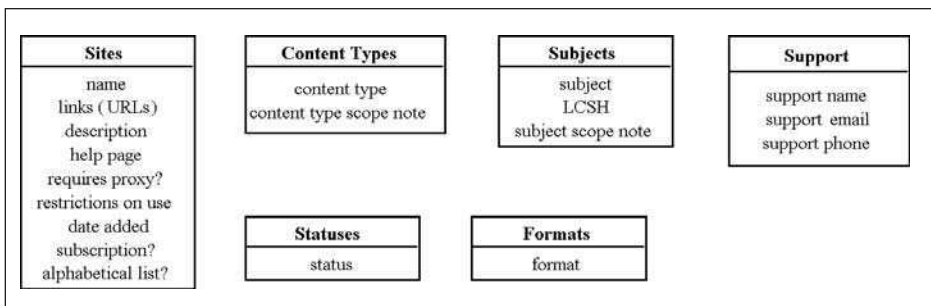 Sites
name
links (URLs)
description
help page
requires proxy?
restrictions on use
date added
subscription?
alphabetical list?
Content Types
content type
content type scope note
Subjects
subject
LCSH
subject scope note
Support
support name
support email
support phone
Statuses
status
Formats
format